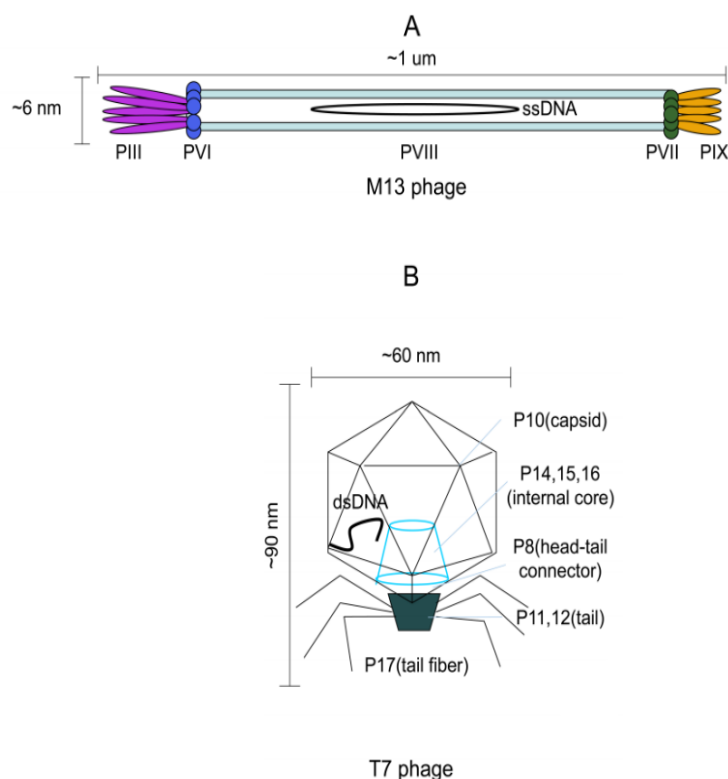 A
~1 um
~6 nm
ssDNA
PIII PVI PVIII PVII PIX
M13 phage
B
~60 nm
~90 nm
P10(capsid)
P14,15,16
(internal core)
dsDNA
P8(head-tail
connector)
P11,12(tail)
P17(tail fiber)
T7 phage